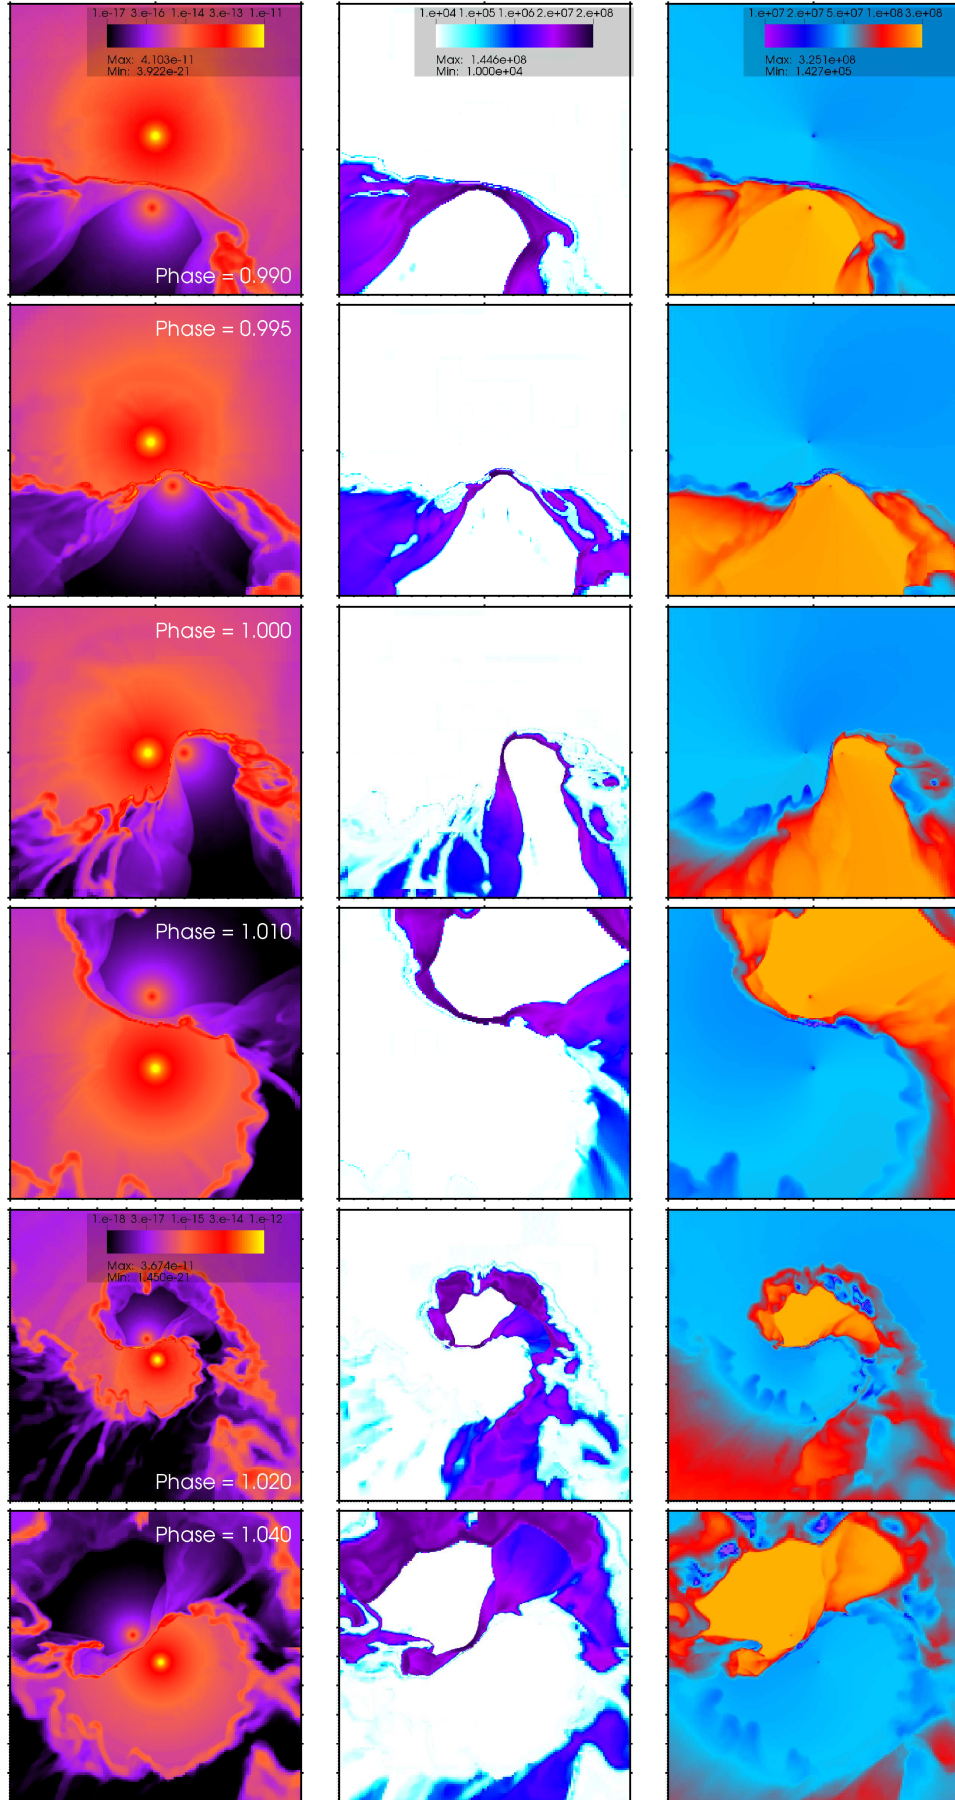 1.e-17 3.e-16 1.e-14 3.e-13 1.e-11
Max: 4.103e-11
Min: 3.922e-21
1.e+04 1.e+05 1.e+06 2.e+07 2.e+08
Max: 1.446e+08
Min: 1.000e+04
1.e+07 2.e+07 5.e+07 1.e+08 3.e+08
Max: 3.251e+08
Min: 1.427e+05
Phase = 0.990
Phase = 0.995
Phase = 1.000
Phase = 1.010
1.e-18 3.e-17 1.e-15 3.e-14 1.e-12
Max: 3.674e-11
Min: 1.450e-21
Phase = 1.020
Phase = 1.040